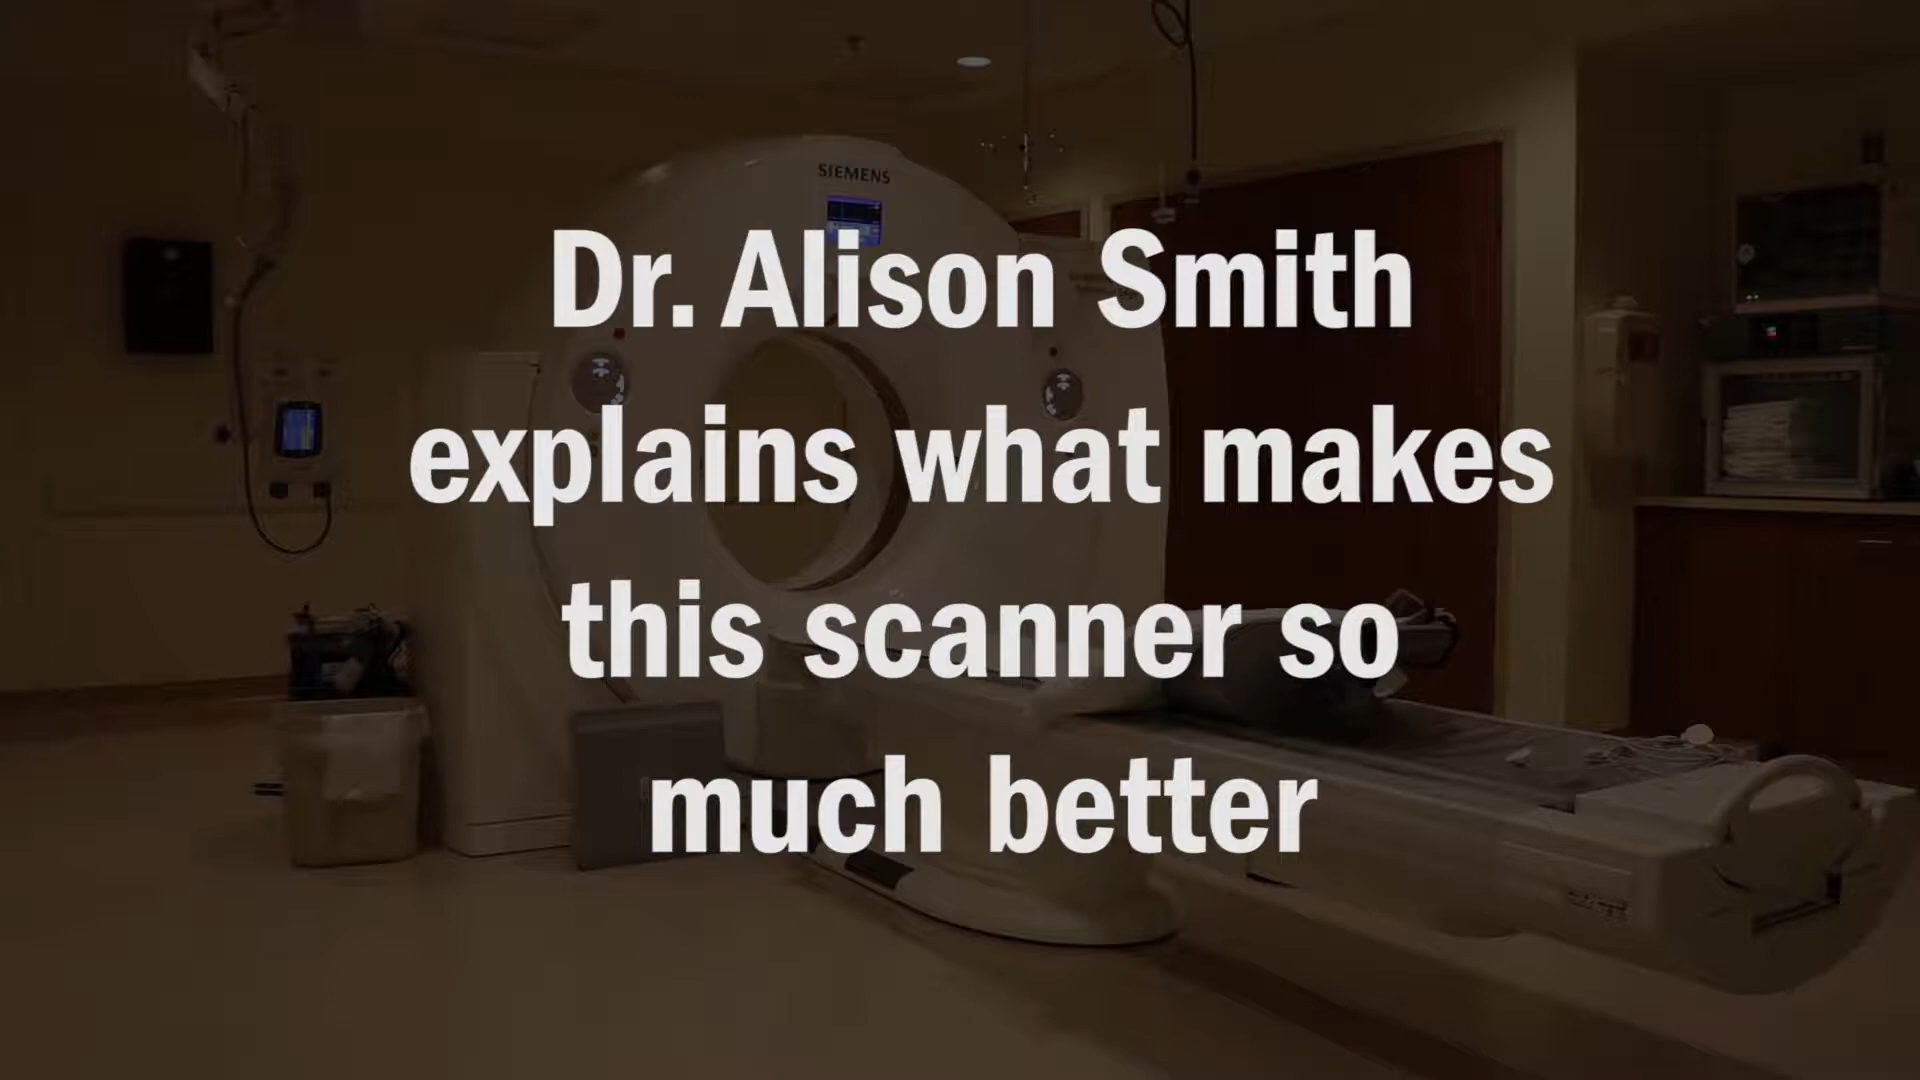 SIEMENS
Dr. Alison Smith
explains what makes
this scanner so
much better